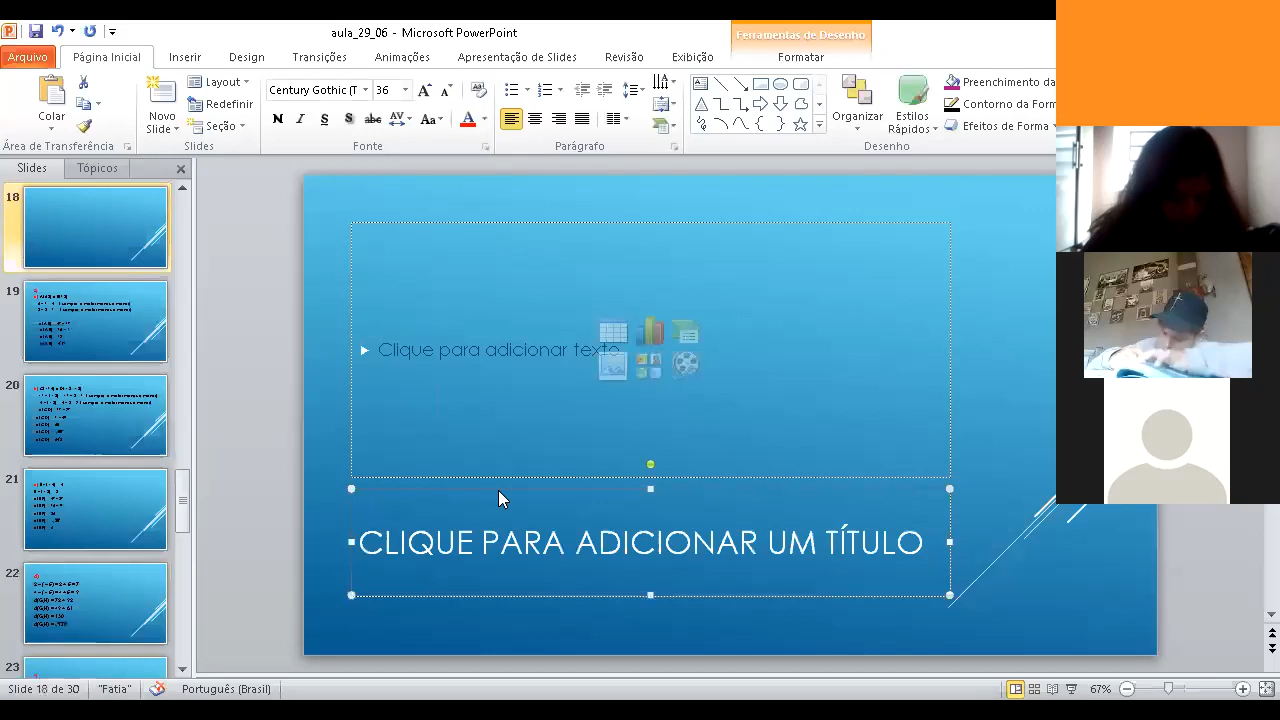 aula_29_06 - Microsoft PowerPoint
Ferramentas de Desenho
Arquivo
Página Inicial
Inserir
Design
Transições
Animações
Apresentação de Slides
Revisão
Exibição
Formatar
Colar
Área de Transferência
Novo
Slide
Layout
Redefinir
Seção
Slides
Century Gothic (T
36
N I S S abc AV Aa A
Fonte
Parágrafo
Organizar
Estilos
Rápidos
Preenchimento da
Contorno da Form
Efeitos de Forma
Desenho
Slides
Tópicos
18
19
20
21
22
23
Clique para adicionar texto
CLIQUE PARA ADICIONAR UM TÍTULO
Slide 18 de 30
"Fatia"
Português (Brasil)
67%